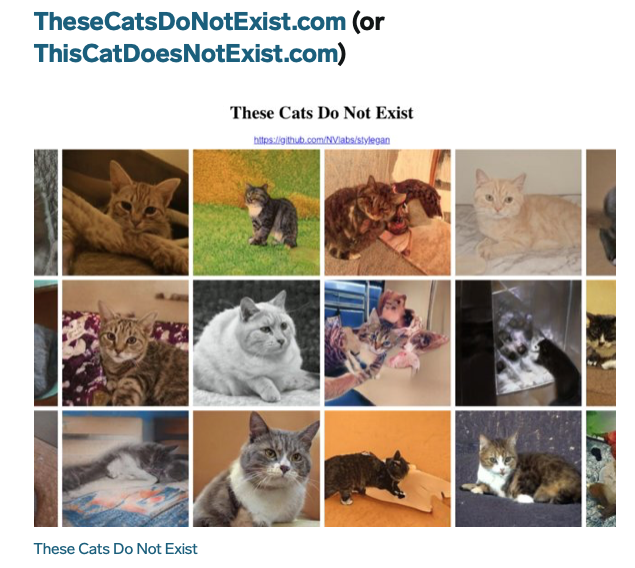 TheseCatsDoNotExist.com (or
ThisCatDoesNotExist.com)
These Cats Do Not Exist
https://github.com/NVlabs/stylegan
These Cats Do Not Exist